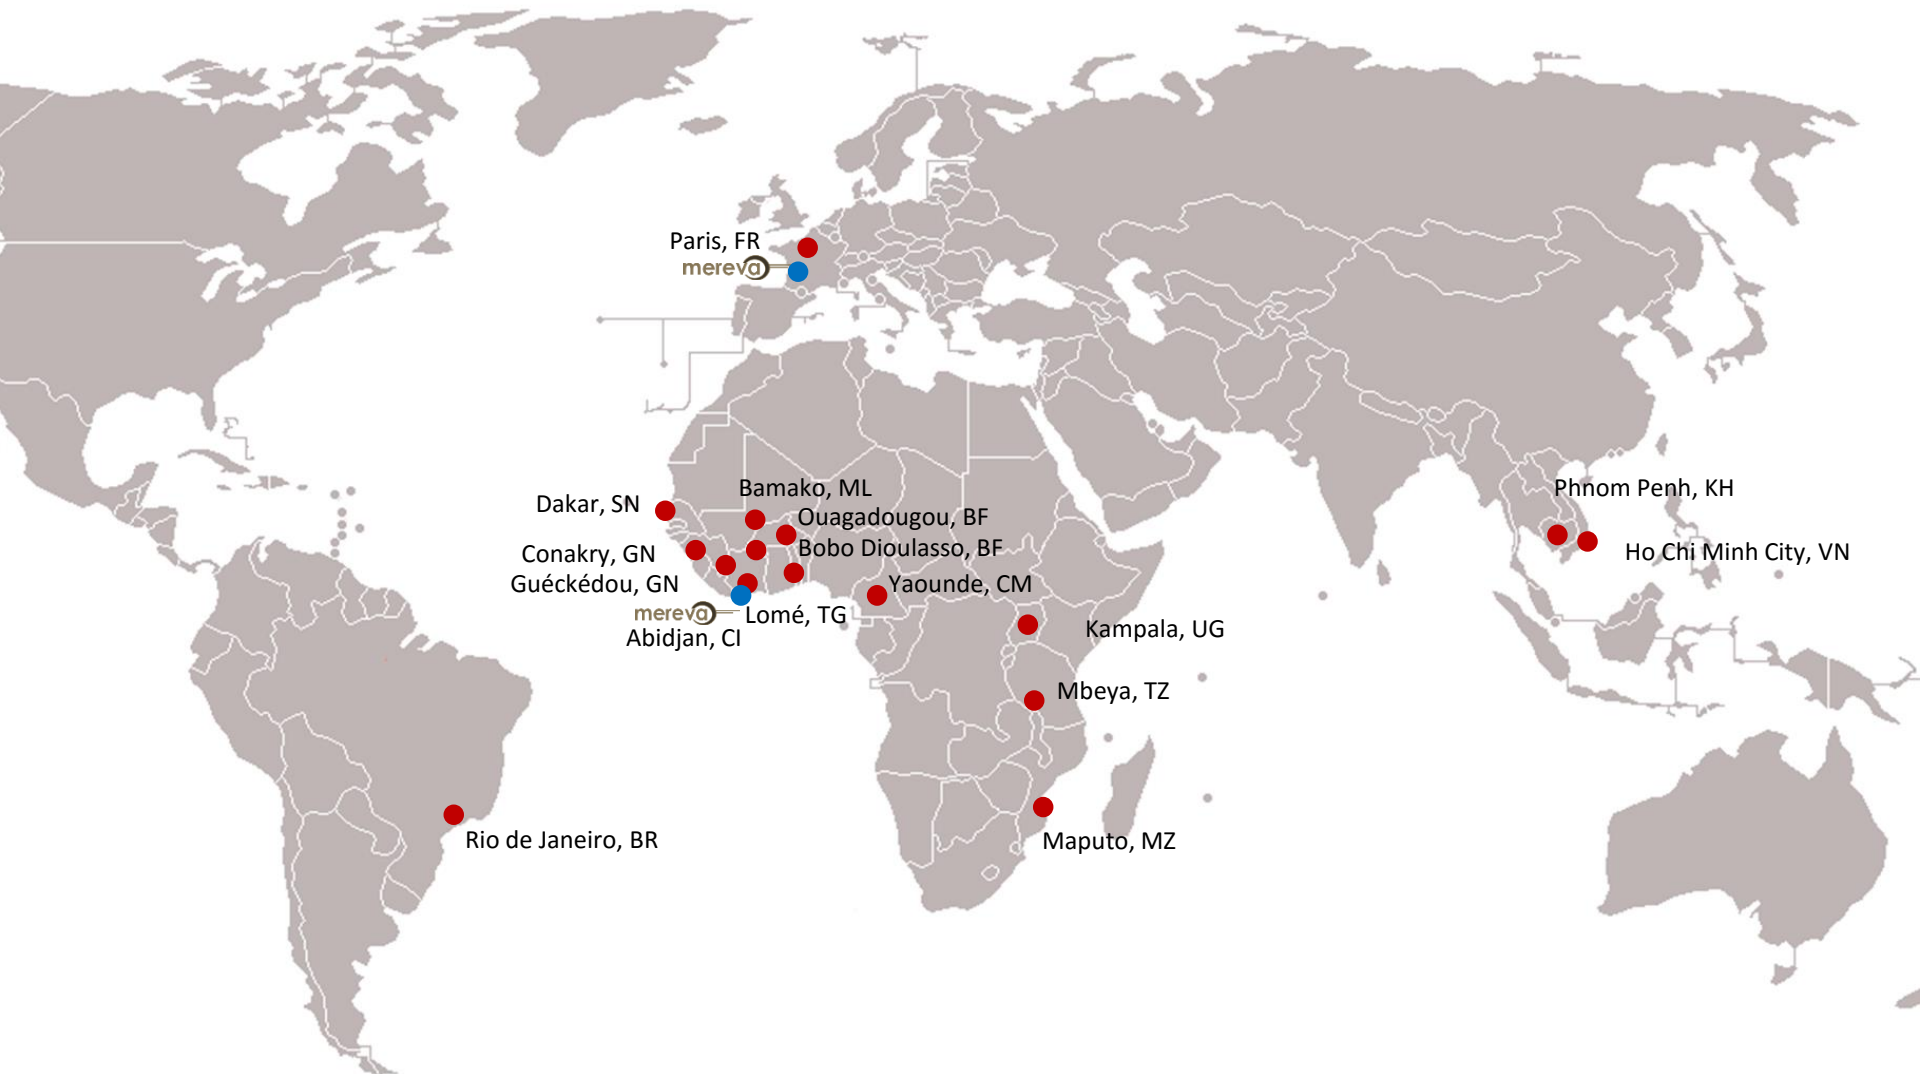 Paris, FR
mereva
Dakar, SN
Bamako, ML
Ouagadougou, BF
Conakry, GN
Bobo Dioulasso, BF
Guéckédou, GN
Yaounde, CM
mereva
Lomé, TG
Abidjan, CI
Kampala, UG
Mbeya, TZ
Maputo, MZ
Rio de Janeiro, BR
Phnom Penh, KH
Ho Chi Minh City, VN